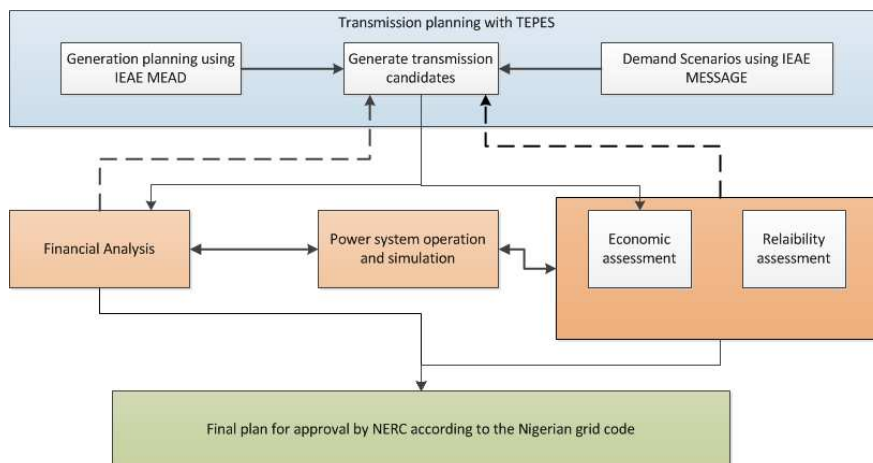 Transmission planning with TEPES
Generation planning using
IEAE MEAD
Generate transmission
candidates
Demand Scenarios using IEAE
MESSAGE
Financial Analysis
Power system operation
and simulation
Economic
assessment
Relaibility
assessment
Final plan for approval by NERC according to the Nigerian grid code